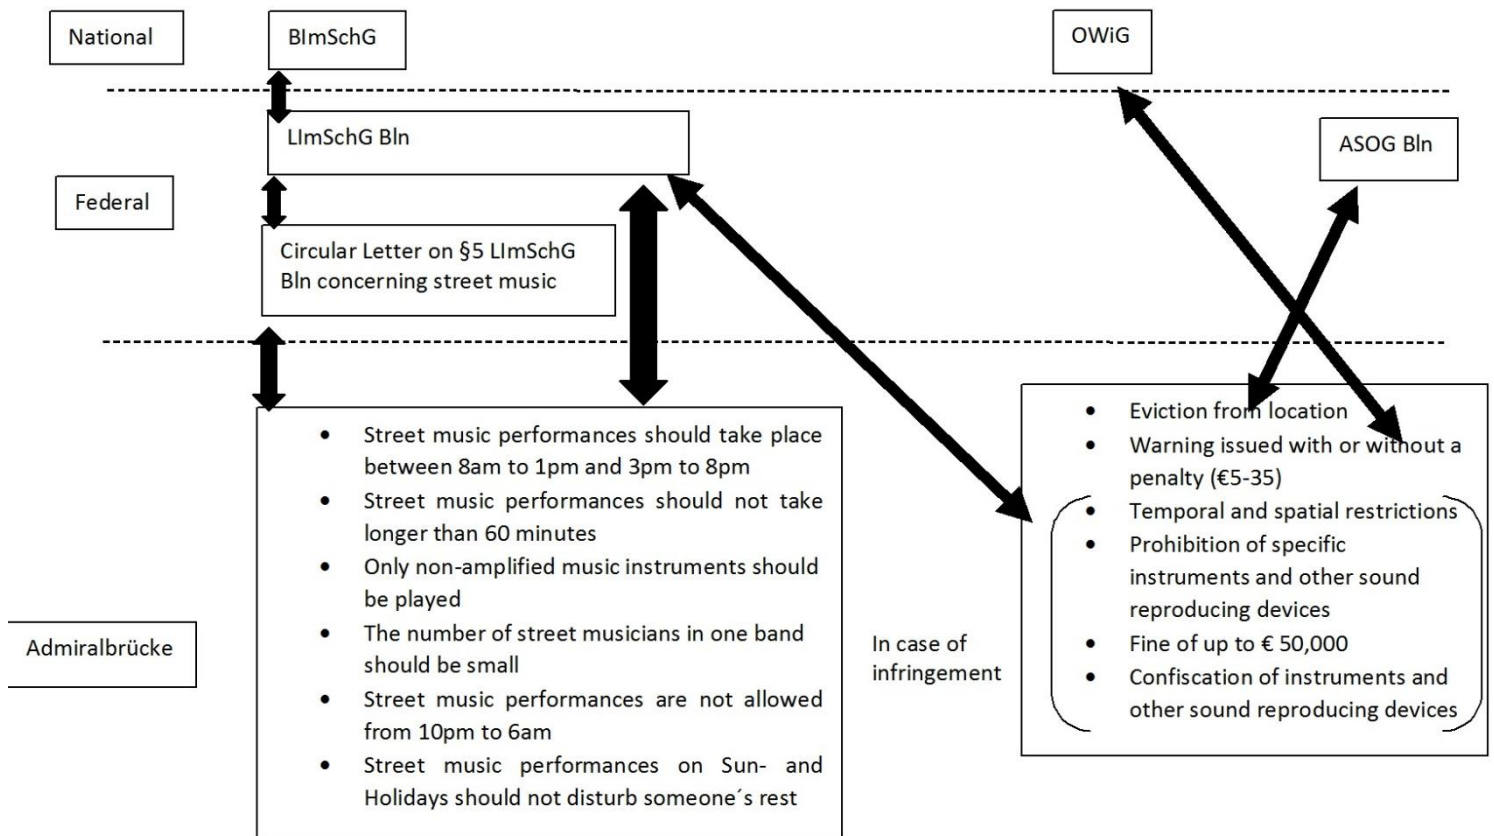 National
BImSchG
OWiG
LImSchG Bln
ASOG Bln
Federal
Circular Letter on §5 LImSchG
Bln concerning street music
• Street music performances should take place
between 8am to 1pm and 3pm to 8pm
• Street music performances should not take
longer than 60 minutes
• Only non-amplified music instruments should
be played
• The number of street musicians in one band
should be small
• Street music performances are not allowed
from 10pm to 6am
• Street music performances on Sun- and
Holidays should not disturb someone´s rest
Admiralbrücke
In case of
infringement
• Eviction from location
• Warning issued with or without a
penalty (€5-35)
• Temporal and spatial restrictions
• Prohibition of specific
instruments and other sound
reproducing devices
• Fine of up to € 50,000
• Confiscation of instruments and
other sound reproducing devices